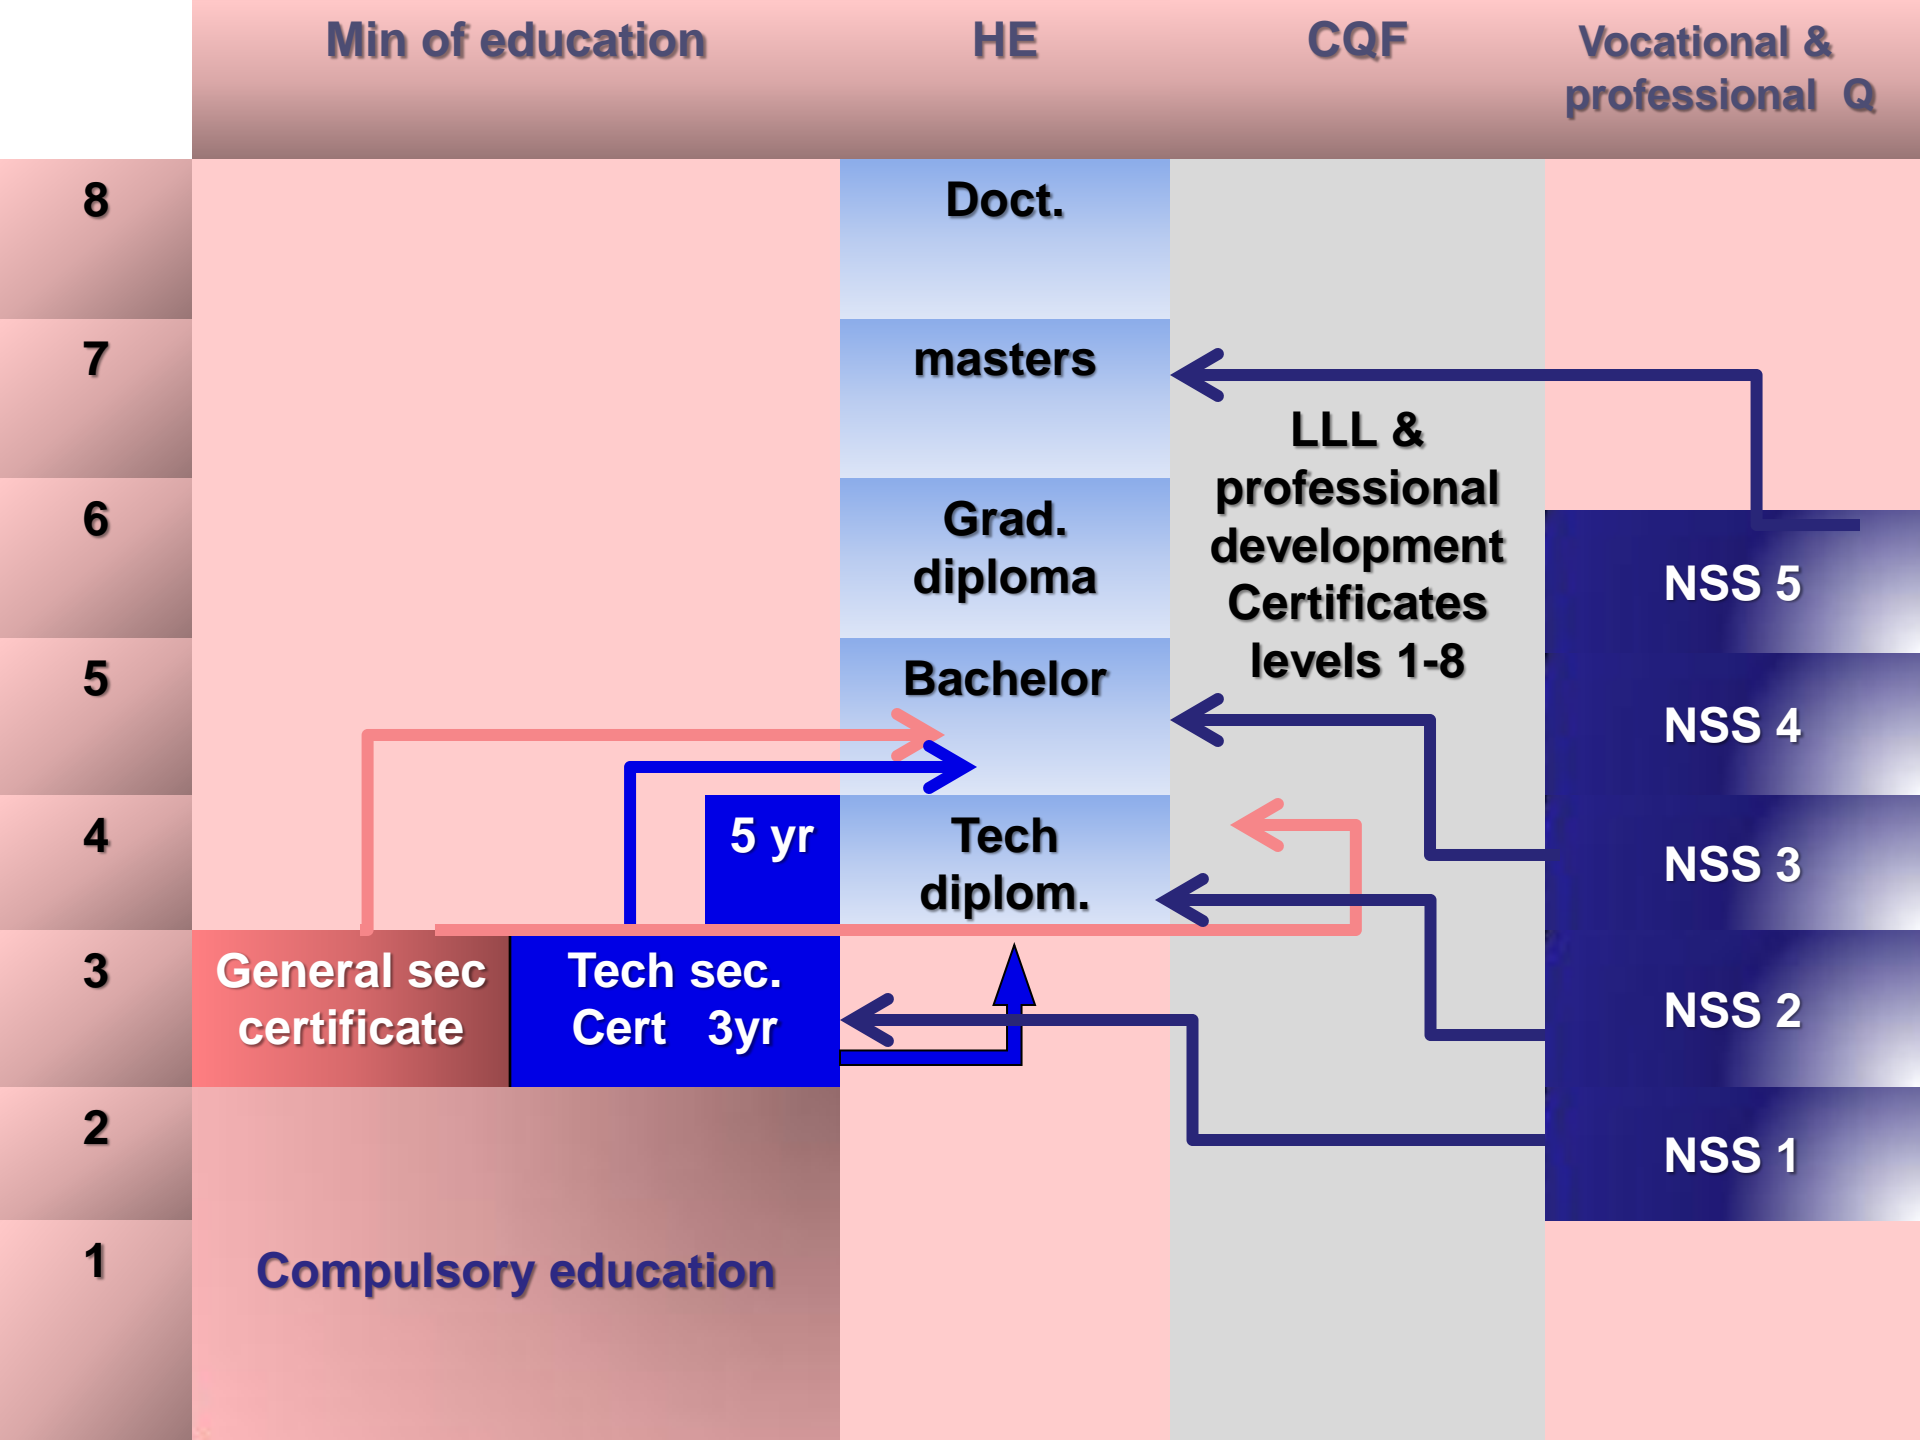 Min of education
HE
CQF
Vocational &
professional Q
8
Doct.
7
masters
LLL &
professional
development
Certificates
levels 1-8
6
Grad.
diploma
NSS 5
5
Bachelor
NSS 4
4
5 yr
Tech
diplom.
NSS 3
3
General sec
certificate
Tech sec.
Cert 3yr
NSS 2
2
NSS 1
1
Compulsory education